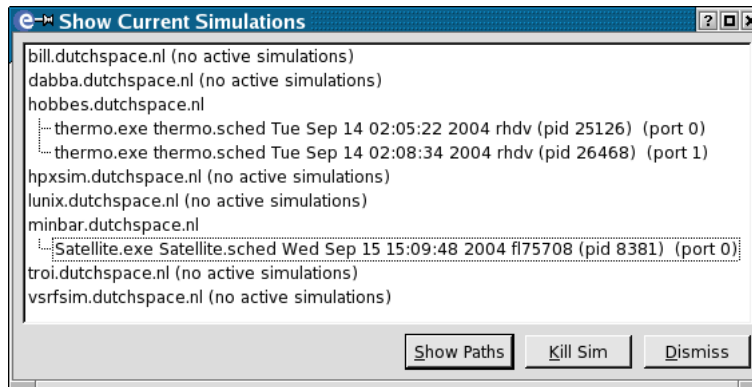 Show Current Simulations
bill.dutchspace.nl (no active simulations)
dabba.dutchspace.nl (no active simulations)
hobbes.dutchspace.nl
thermo.exe thermo.sched Tue Sep 14 02:05:22 2004 rhdv (pid 25126) (port 0)
thermo.exe thermo.sched Tue Sep 14 02:08:34 2004 rhdv (pid 26468) (port 1)
hpxsim.dutchspace.nl (no active simulations)
lunix.dutchspace.nl (no active simulations)
minbar.dutchspace.nl
Satellite.exe Satellite.sched Wed Sep 15 15:09:48 2004 fl75708 (pid 8381) (port 0)
troi.dutchspace.nl (no active simulations)
vsrfsim.dutchspace.nl (no active simulations)
Show Paths
Kill Sim
Dismiss